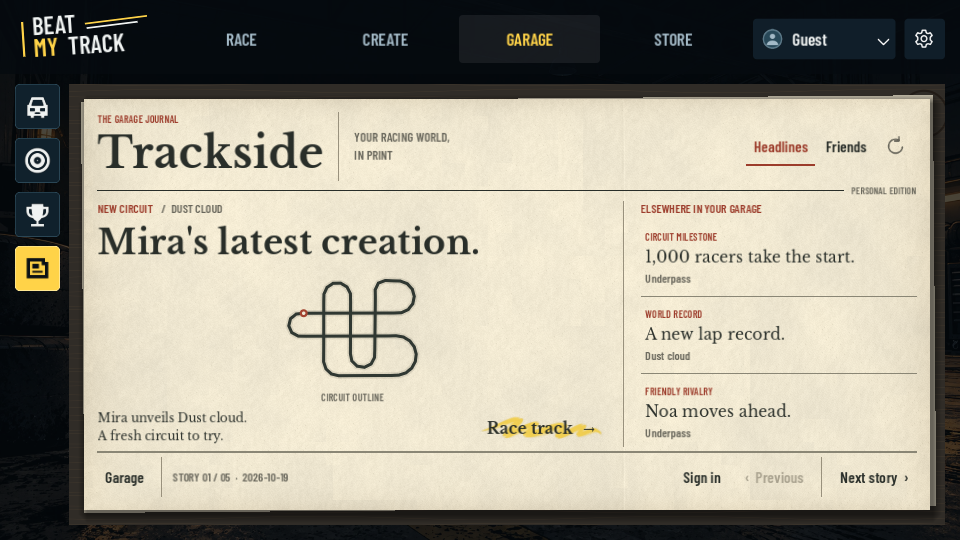 BEAT
MY TRACK
RACE
CREATE
GARAGE
STORE
Guest
THE GARAGE JOURNAL
Trackside
YOUR RACING WORLD,
IN PRINT
Headlines
Friends
PERSONAL EDITION
NEW CIRCUIT / DUST CLOUD
Mira's latest creation.
CIRCUIT OUTLINE
Mira unveils Dust cloud.
A fresh circuit to try.
Race track →
ELSEWHERE IN YOUR GARAGE
CIRCUIT MILESTONE
1,000 racers take the start.
Underpass
WORLD RECORD
A new lap record.
Dust cloud
FRIENDLY RIVALRY
Noa moves ahead.
Underpass
Garage
STORY 01 / 05 · 2026-10-19
Sign in
‹ Previous
Next story ›